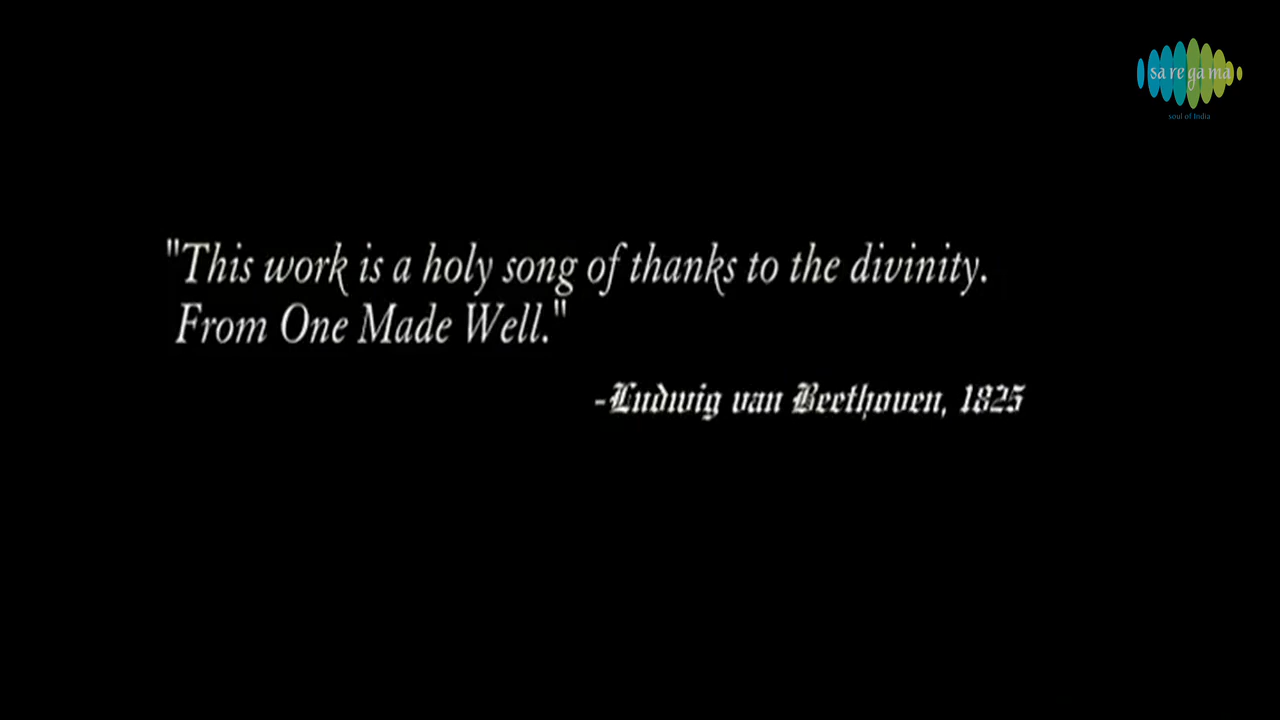 sa re ga ma
soul of India
"This work is a holy song of thanks to the divinity.
From One Made Well."
-Ludwig van Beethoven, 1825